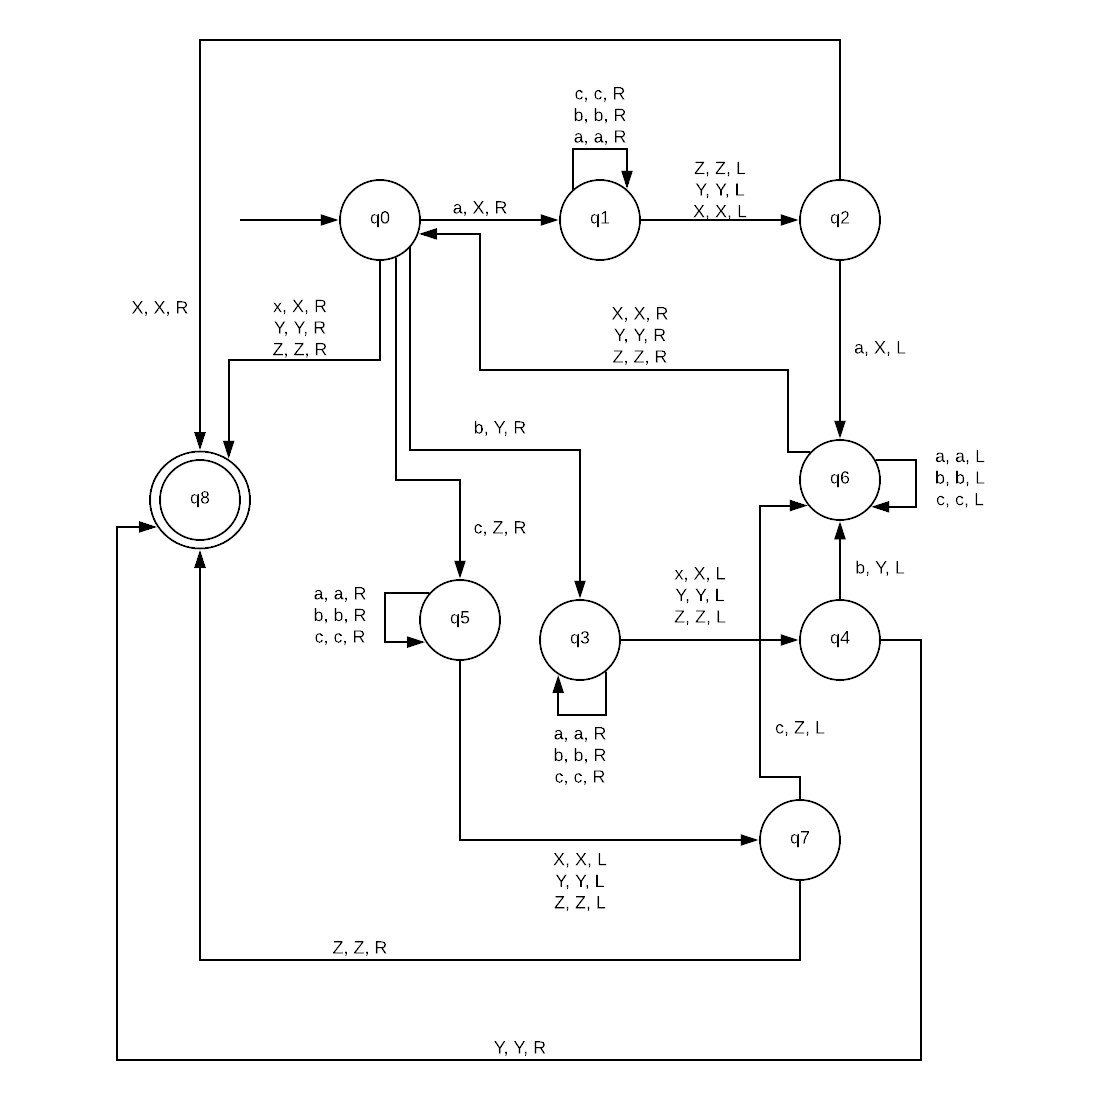 c, c, R
b, b, R
a, a, R
Z, Z, L
Y, Y, L
X, X, L
q0
a, X, R
q1
q2
X, X, R
x, X, R
Y, Y, R
Z, Z, R
X, X, R
Y, Y, R
Z, Z, R
a, X, L
b, Y, R
a, a, L
b, b, L
c, c, L
q6
q8
c, Z, R
x, X, L
Y, Y, L
Z, Z, L
b, Y, L
a, a, R
b, b, R
c, c, R
q5
q3
q4
a, a, R
b, b, R
c, c, R
c, Z, L
q7
X, X, L
Y, Y, L
Z, Z, L
Z, Z, R
Y, Y, R